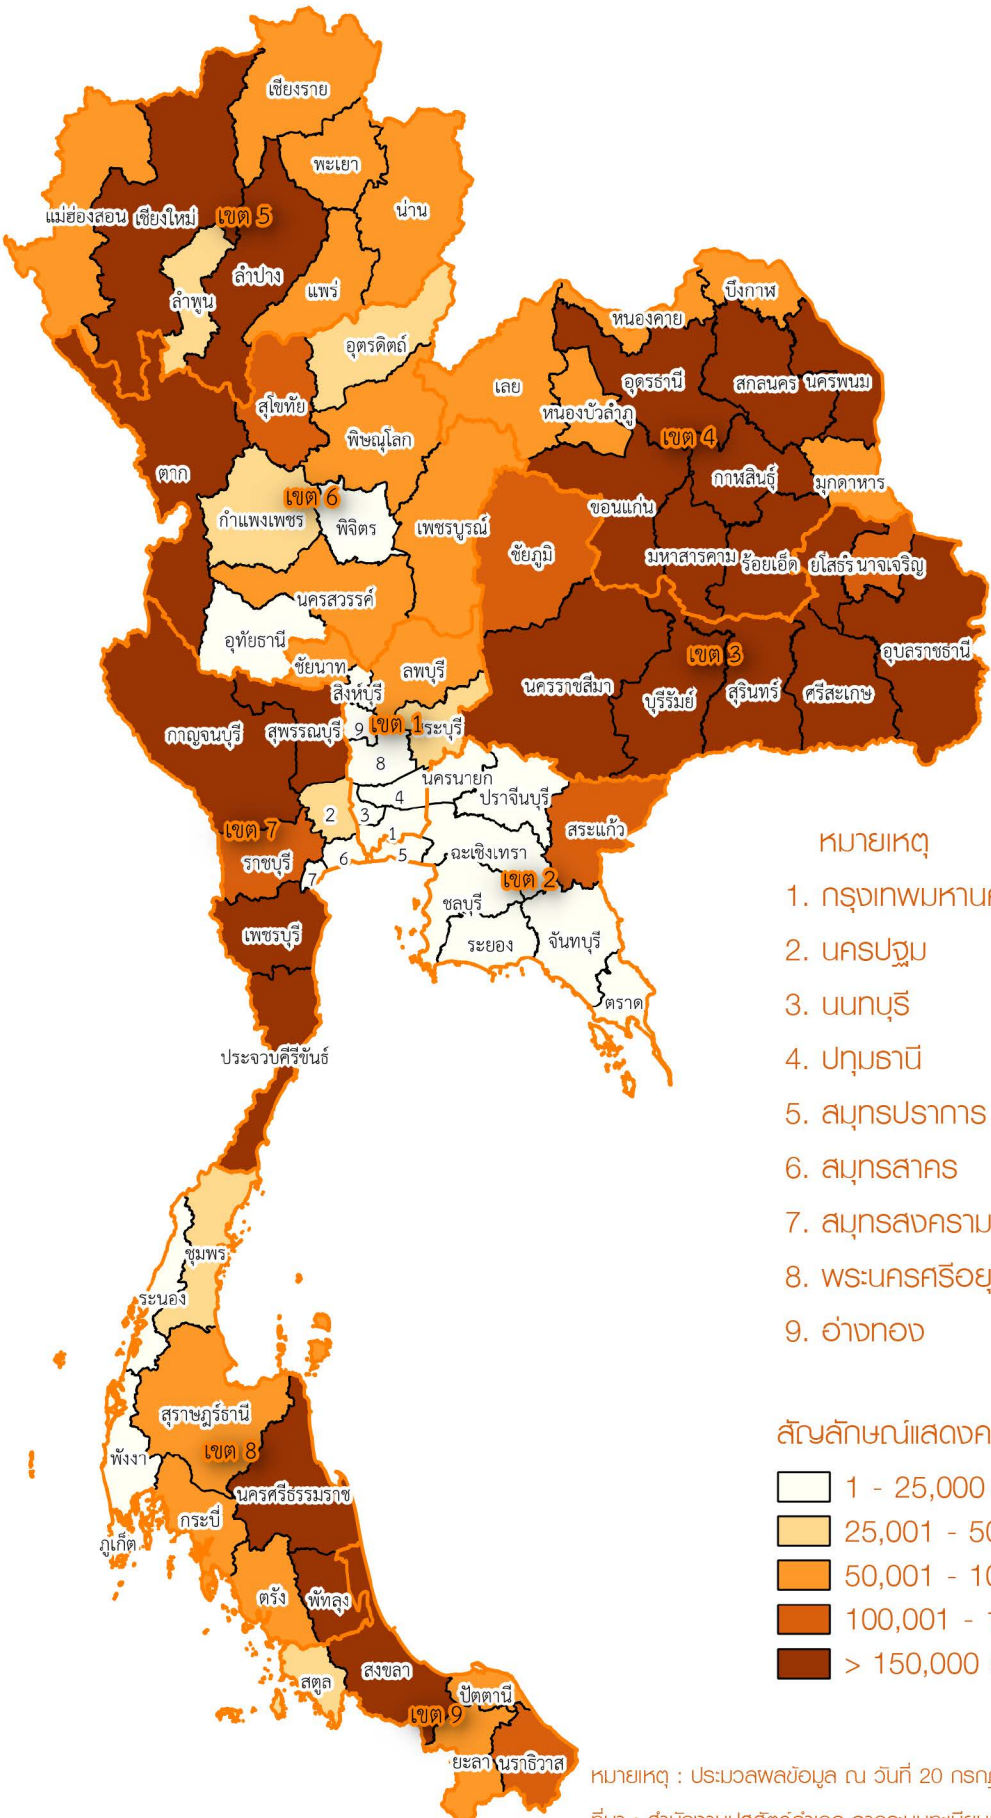 เชียงราย
พะเยา
น่าน
แม่ฮ่องสอน เชียงใหม่ เขต 5
ลำปาง
แพร่
ลำพูน
อุตรดิตถ์
บึงกาฬ
หนองคาย
เลย
อุดรธานี
สกลนคร นครพนม
สุโขทัย
หนองบัวลำภู
พิษณุโลก
เขต 4
ตาก
กาฬสินธุ์
มุกดาหาร
เขต 6
กำแพงเพชร
พิจิตร
เพชรบูรณ์
ขอนแก่น
ชัยภูมิ
มหาสารคาม ร้อยเอ็ด
นาจเจริญ
นครสวรรค์
อุทัยธานี
ชัยนาท
ลพบุรี
เขต 3
อุบลราชธานี
สิงห์บุรี
นครราชสีมา
บุรีรัมย์
สุรินทร์
ศรีสะเกษ
กาญจนบุรี
สุพรรณบุรี
9
เขต 1
ระบุรี
8
นครนายก
4
ปราจีนบุรี
2
3
1
สระแก้ว
เขต 7
ราชบุรี
6
5
ฉะเชิงเทรา
7
เขต 2
ชลบุรี
เพชรบุรี
ระยอง
จันทบุรี
ตราด
ประจวบคีรีขันธ์
ชุมพร
ระนอง
สุราษฎร์ธานี
พังงา
เขต 8
นครศรีธรรมราช
กระบี่
ภูเก็ต
ตรัง
พัทลุง
สตูล
สงขลา
ปัตตานี
เขต 9
ยะลา
นราธิวาส
หมายเหตุ
1. กรุงเทพมหานค
2. นครปฐม
3. นนทบุรี
4. ปทุมธานี
5. สมุทรปราการ
6. สมุทรสาคร
7. สมุทรสงคราม
8. พระนครศรีอยุ
9. อ่างทอง
สัญลักษณ์แสดงค
1 - 25,000
25,001 - 50
50,001 - 10
100,001 - 1
> 150,000
หมายเหตุ : ประมวลผลข้อมูล ณ วันที่ 20 กรกฎ